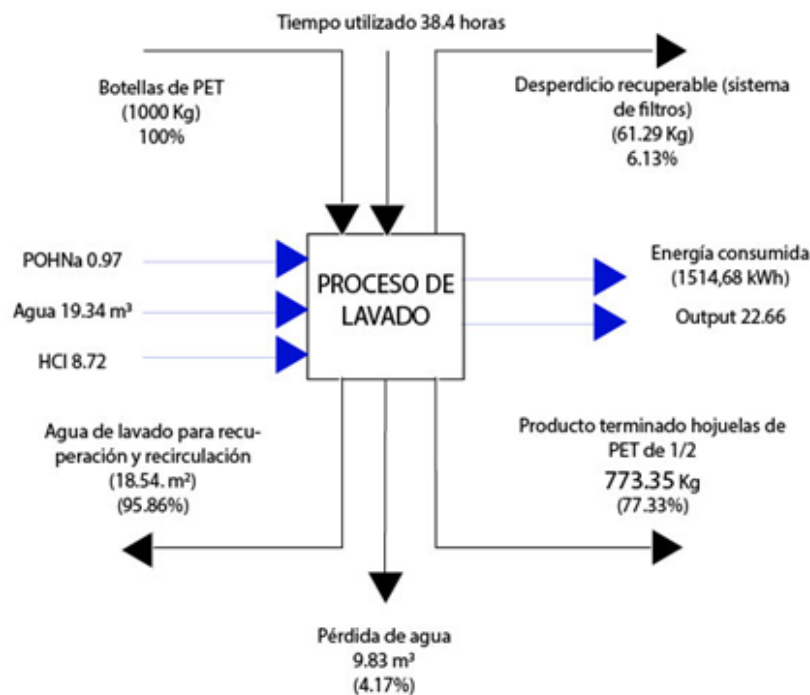 Tiempo utilizado 38.4 horas
Botellas de PET
(1000 Kg)
100%
Desperdicio recuperable (sistema
de filtros)
(61.29 Kg)
6.13%
POHNa 0.97
Agua 19.34 m³
HCl 8.72
PROCESO DE
LAVADO
Energía consumida
(1514,68 kWh)
Output 22.66
Agua de lavado para recu-
peración y recirculación
(18.54. m²)
(95.86%)
Producto terminado hojuelas de
PET de 1/2
773.35 Kg
(77.33%)
Pérdida de agua
9.83 m³
(4.17%)